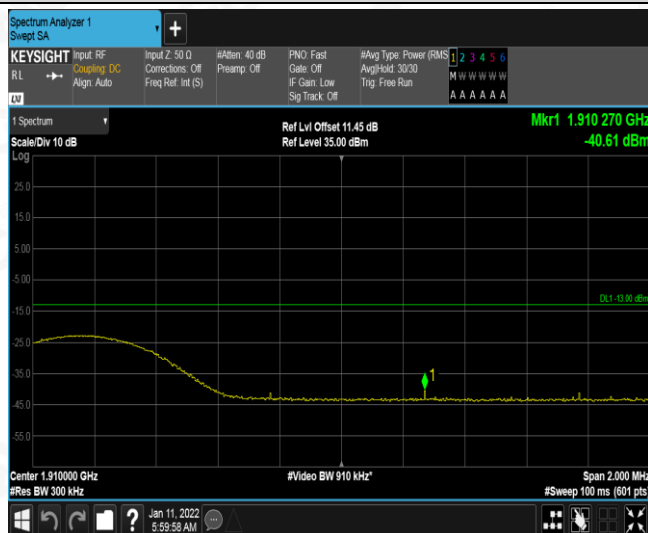 Spectrum Analyzer 1
Swept SA
+
KEYSIGHT
RL
LXI
Input: RF
Coupling: DC
Align: Auto
Input Z: 50 Ω
Corrections: Off
Freq Ref: Int (S)
#Atten: 40 dB
Preamp: Off
PNO: Fast
Gate: Off
IF Gain: Low
Sig Track: Off
#Avg Type: Power (RMS
Avg|Hold: 30/30
Trig: Free Run
1 2 3 4 5 6
M W W W W W
A A A A A A
1 Spectrum
Scale/Div 10 dB
Ref Lvl Offset 11.45 dB
Ref Level 35.00 dBm
Mkr1 1.910 270 GHz
-40.61 dBm
Log
25.0
15.0
5.00
-5.00
DL1 -13.00 dBm
-15.0
-25.0
-35.0
1
-45.0
-55.0
Center 1.910000 GHz
#Res BW 300 kHz
#Video BW 910 kHz*
Span 2.000 MHz
#Sweep 100 ms (601 pts)
?
Jan 11, 2022
5:59:58 AM